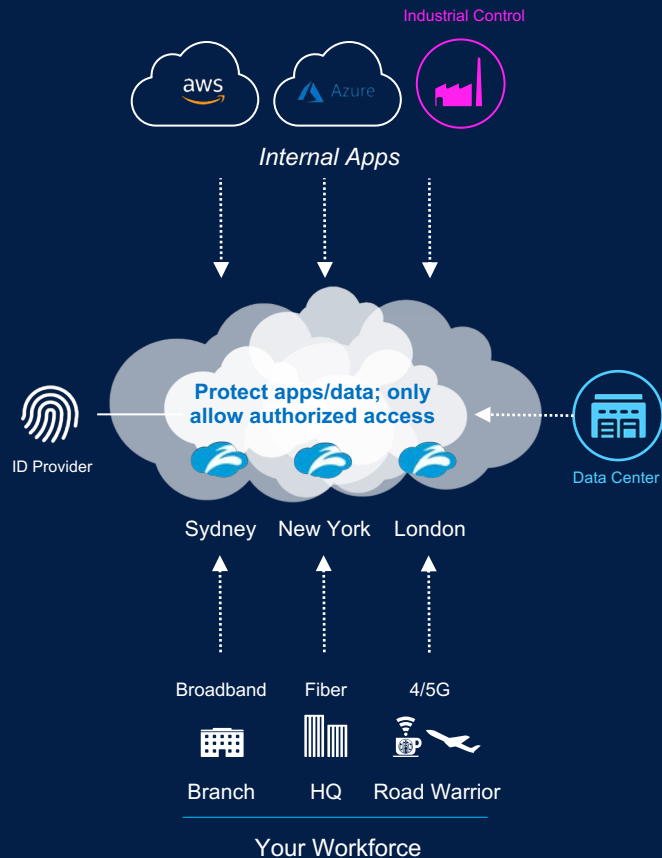 Industrial Control
aws
Azure
Internal Apps
Protect apps/data; only
allow authorized access
ID Provider
Data Center
Sydney
New York
London
Broadband
Fiber
4/5G
Branch
HQ
Road Warrior
Your Workforce